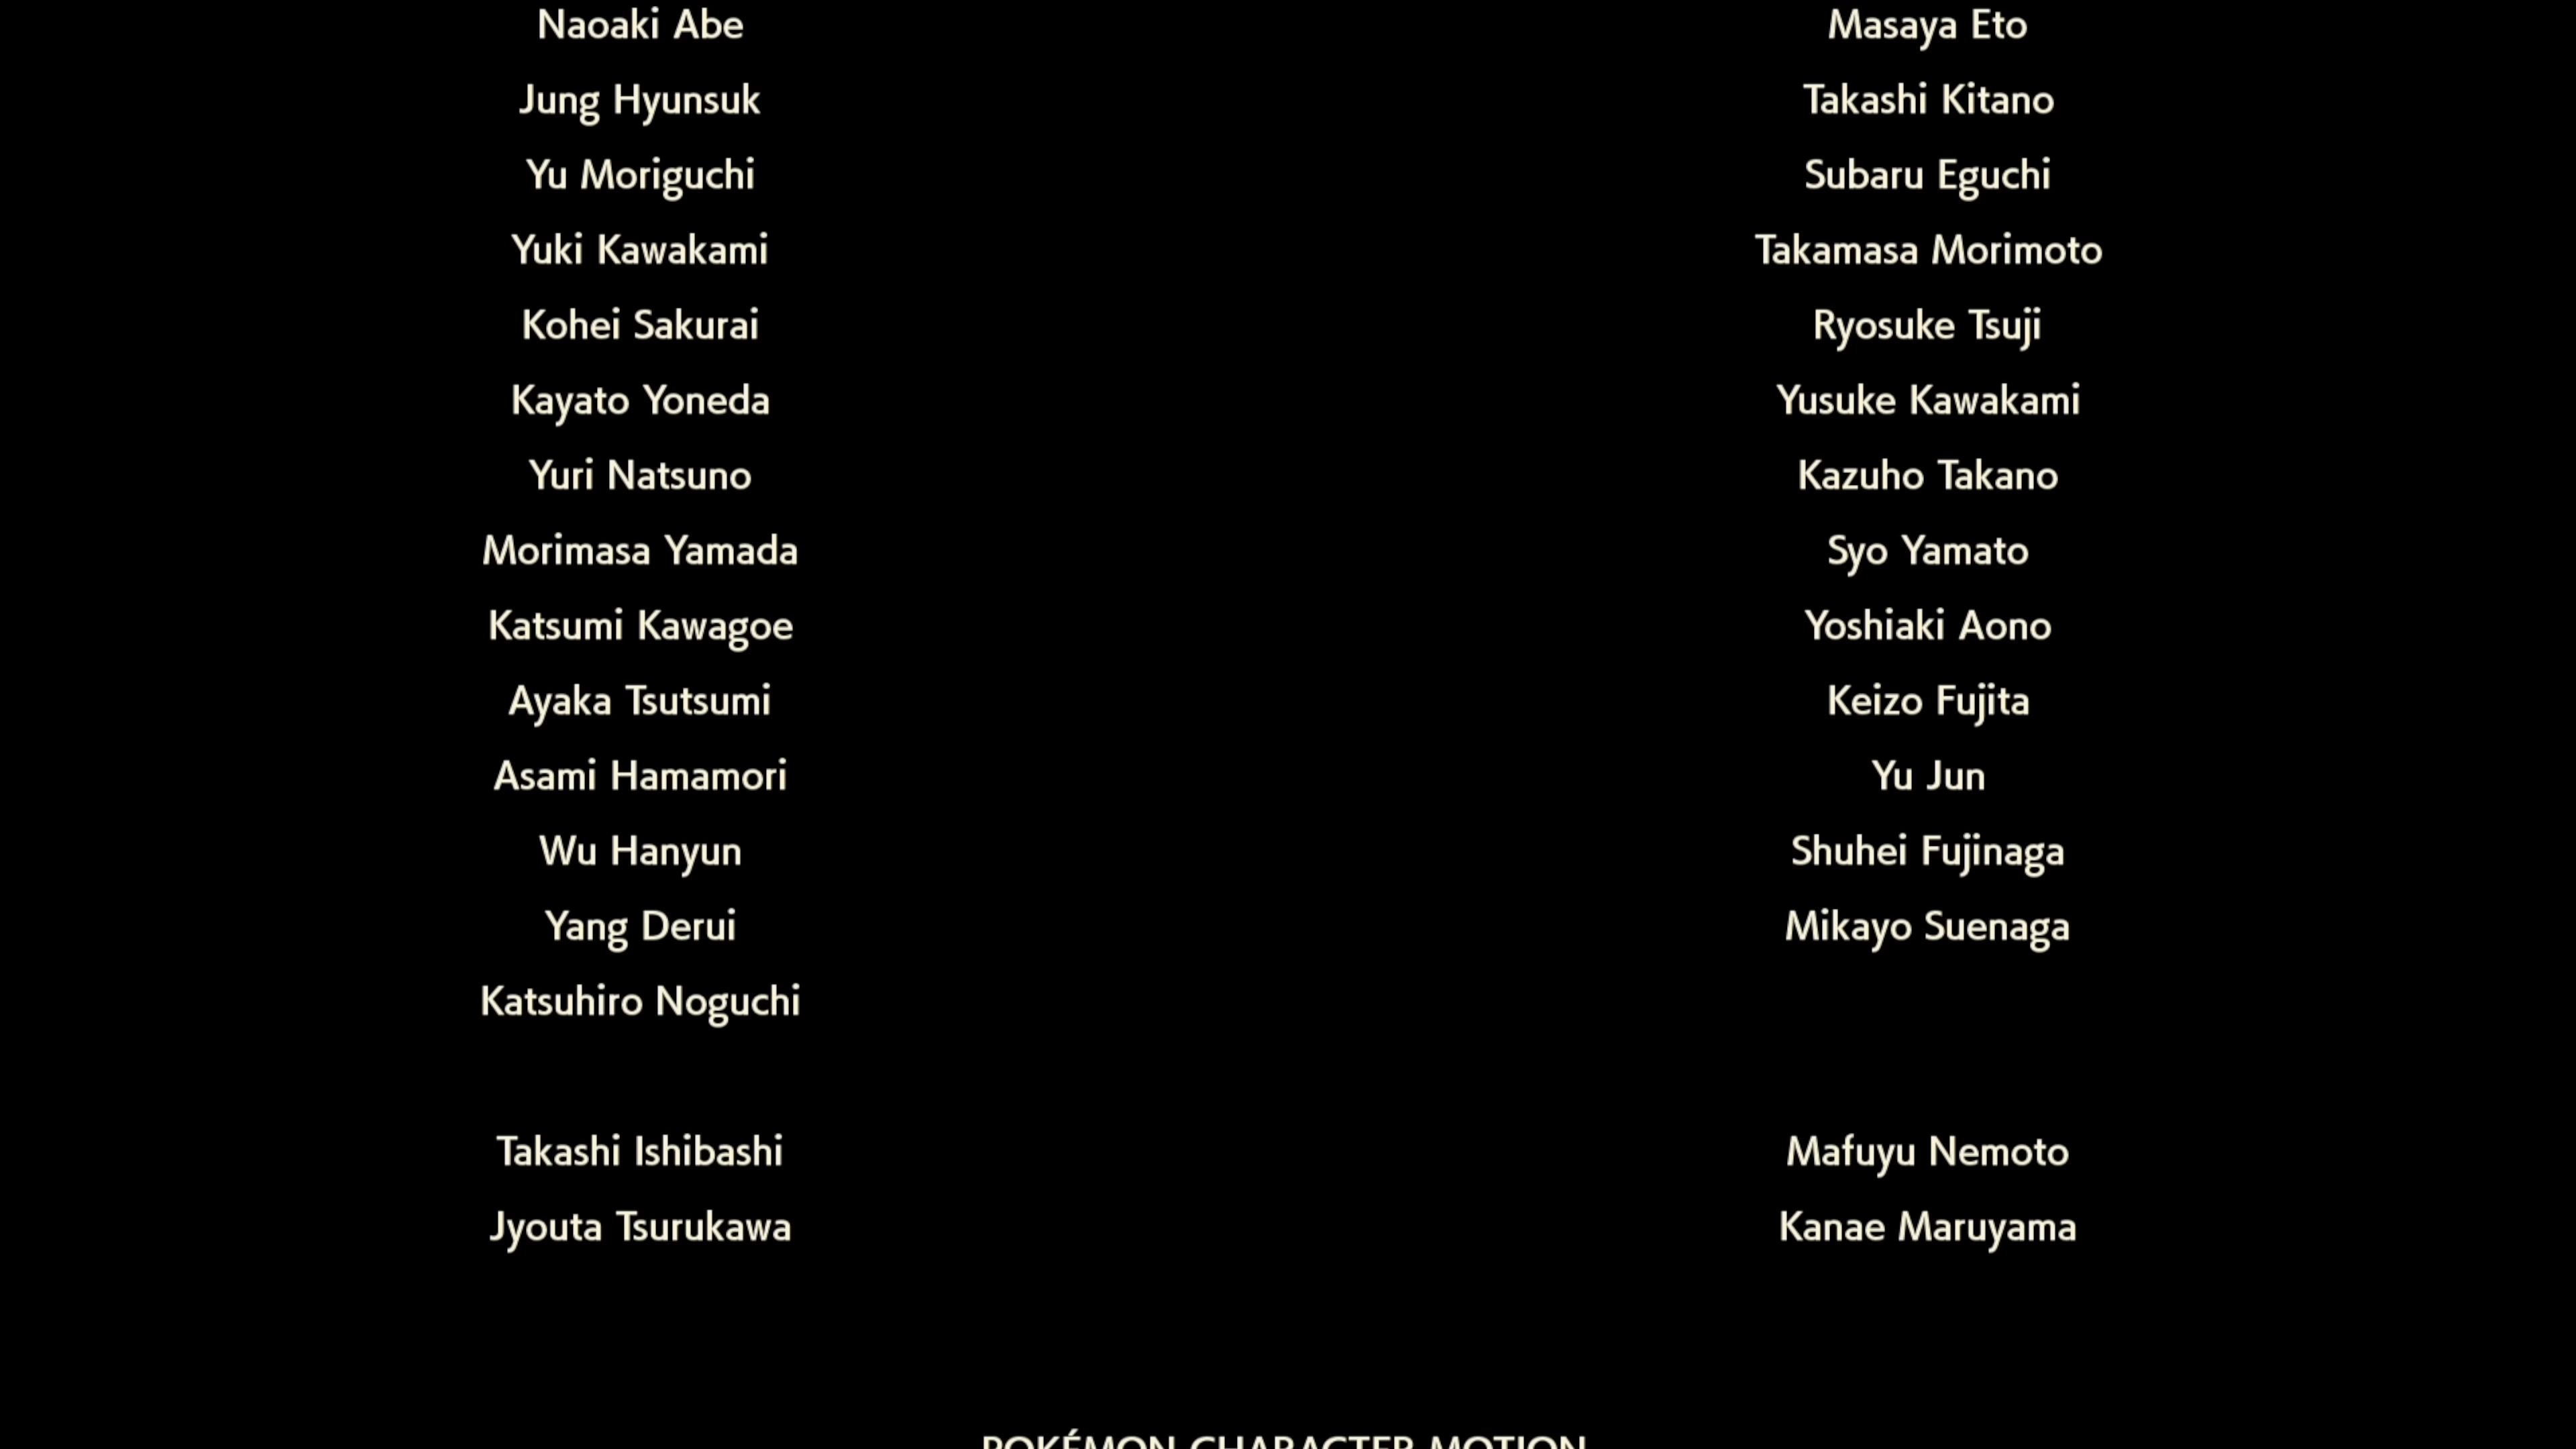 Naoaki Abe Masaya Eto
Jung Hyunsuk Takashi Kitano
Yu Moriguchi Subaru Eguchi
Yuki Kawakami Takamasa Morimoto
Kohei Sakurai Ryosuke Tsuji
Kayato Yoneda Yusuke Kawakami
Yuri Natsuno Kazuho Takano
Morimasa Yamada Syo Yamato
Katsumi Kawagoe Yoshiaki Aono
Ayaka Tsutsumi Keizo Fujita
Asami Hamamori Yu Jun
Wu Hanyun Shuhei Fujinaga
Yang Derui Mikayo Suenaga
Katsuhiro Noguchi
Takashi Ishibashi Mafuyu Nemoto
Jyouta Tsurukawa Kanae Maruyama
POKÉMON CHARACTER MOTION